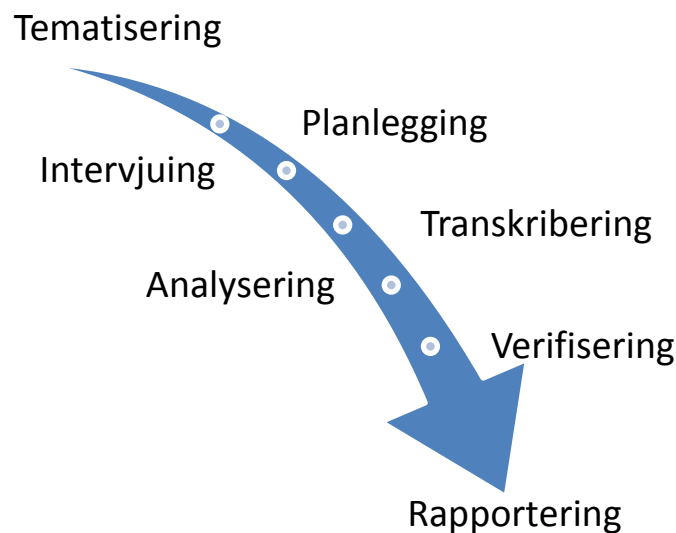 Tematisering
Planlegging
Intervjuing
Transkribering
Analysering
Verifisering
Rapportering